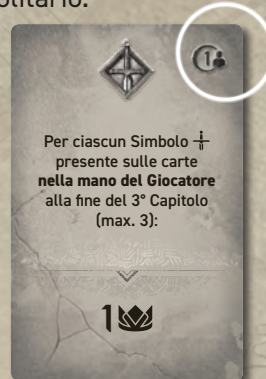 olitario.
1
Per ciascun Simbolo
presente sulle carte
nella mano del Giocatore
alla fine del 3° Capitolo
(max. 3):
1